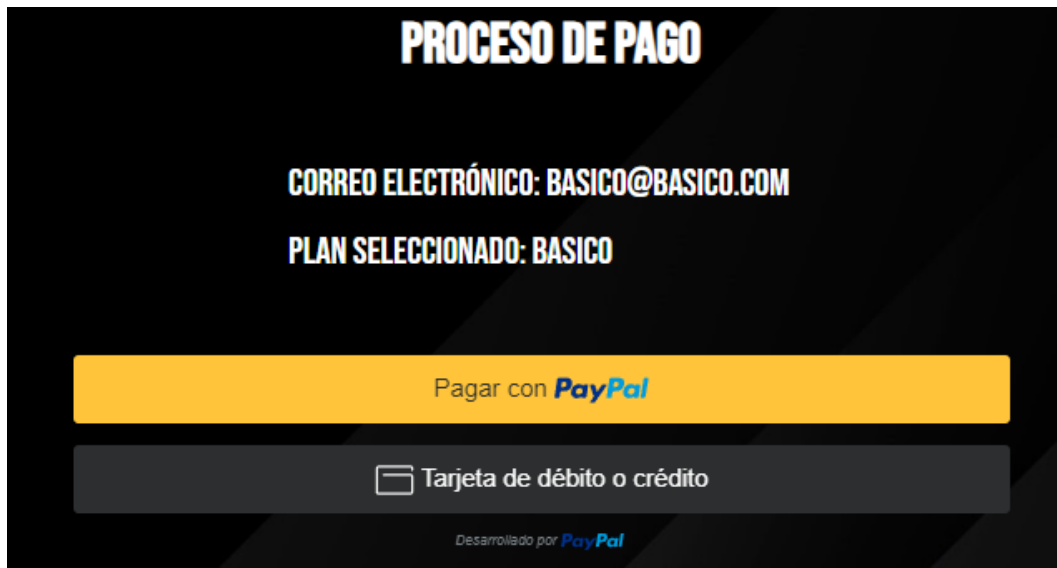 PROCESO DE PAGO
CORREO ELECTRÓNICO: BASICO@BASICO.COM
PLAN SELECCIONADO: BASICO
Pagar con PayPal
Tarjeta de débito o crédito
Desarrollado por PayPal